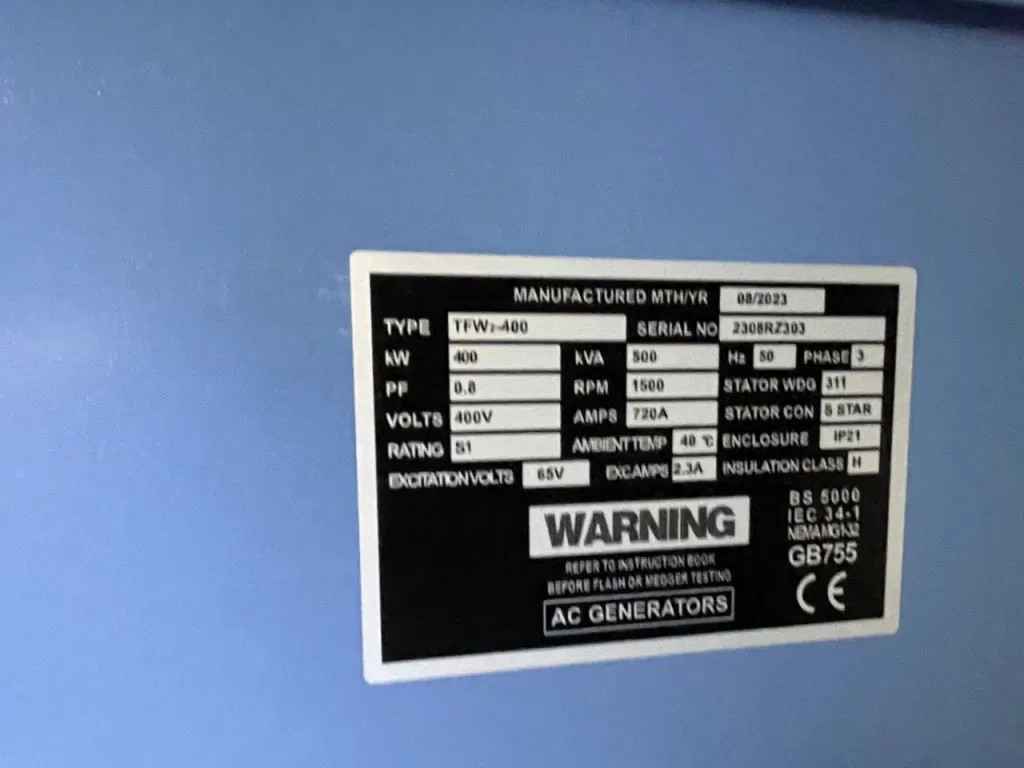 MANUFACTURED MTH/YR 08/2023
TYPE TFW2-400 SERIAL NO 2308RZ303
kW 400 kVA 500 Hz 50 PHASE 3
PF 0.8 RPM 1500 STATOR WDG 311
VOLTS 400V AMPS 720A STATOR CON S STAR
RATING S1 AMBIENT TEMP 40 ℃ ENCLOSURE IP21
EXCITATION VOLTS 65V EXC AMPS 2.3A INSULATION CLASS H
WARNING
REFER TO INSTRUCTION BOOK
BEFORE FLASH OR MEGGER TESTING
AC GENERATORS
BS 5000
IEC 34-1
NEMA MG1-32
GB755
CE